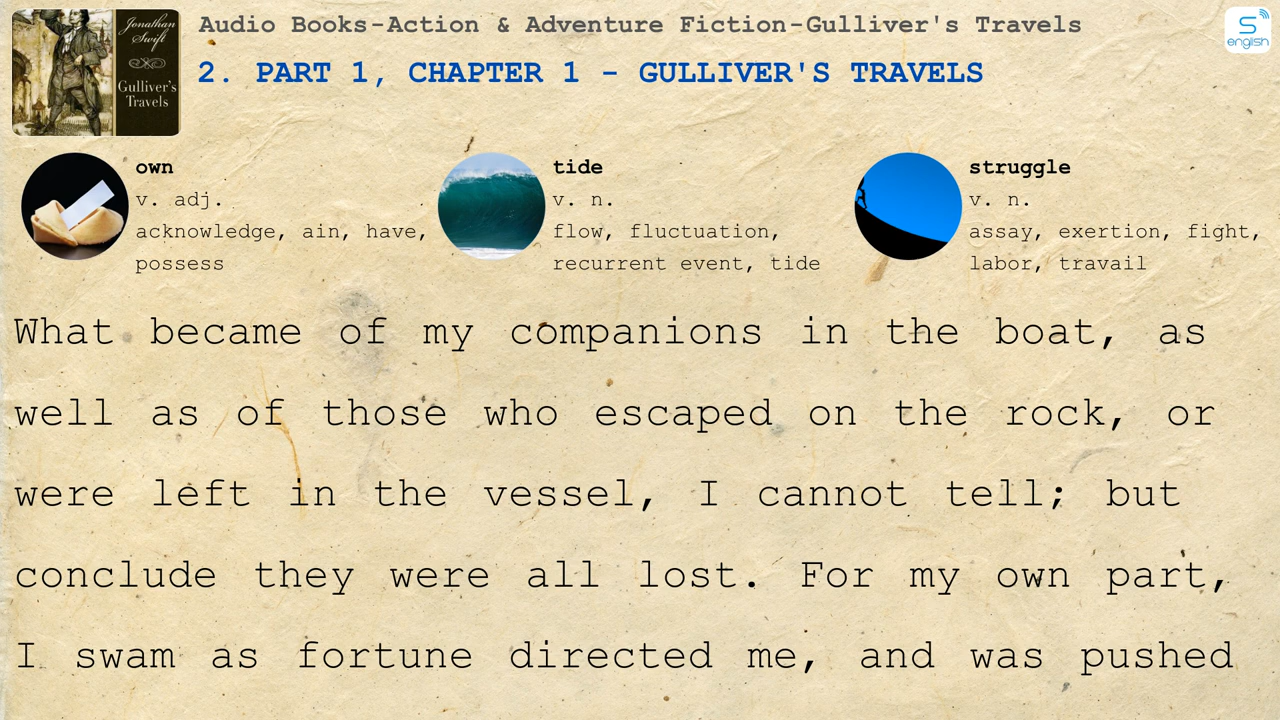 Jonathan
Swift
Gulliver's
Travels
Audio Books-Action & Adventure Fiction-Gulliver's Travels
2. PART 1, CHAPTER 1 - GULLIVER'S TRAVELS
S
english
own
v. adj.
acknowledge, ain, have,
possess
tide
v. n.
flow, fluctuation,
recurrent event, tide
struggle
v. n.
assay, exertion, fight,
labor, travail
What became of my companions in the boat, as
well as of those who escaped on the rock, or
were left in the vessel, I cannot tell; but
conclude they were all lost. For my own part,
I swam as fortune directed me, and was pushed